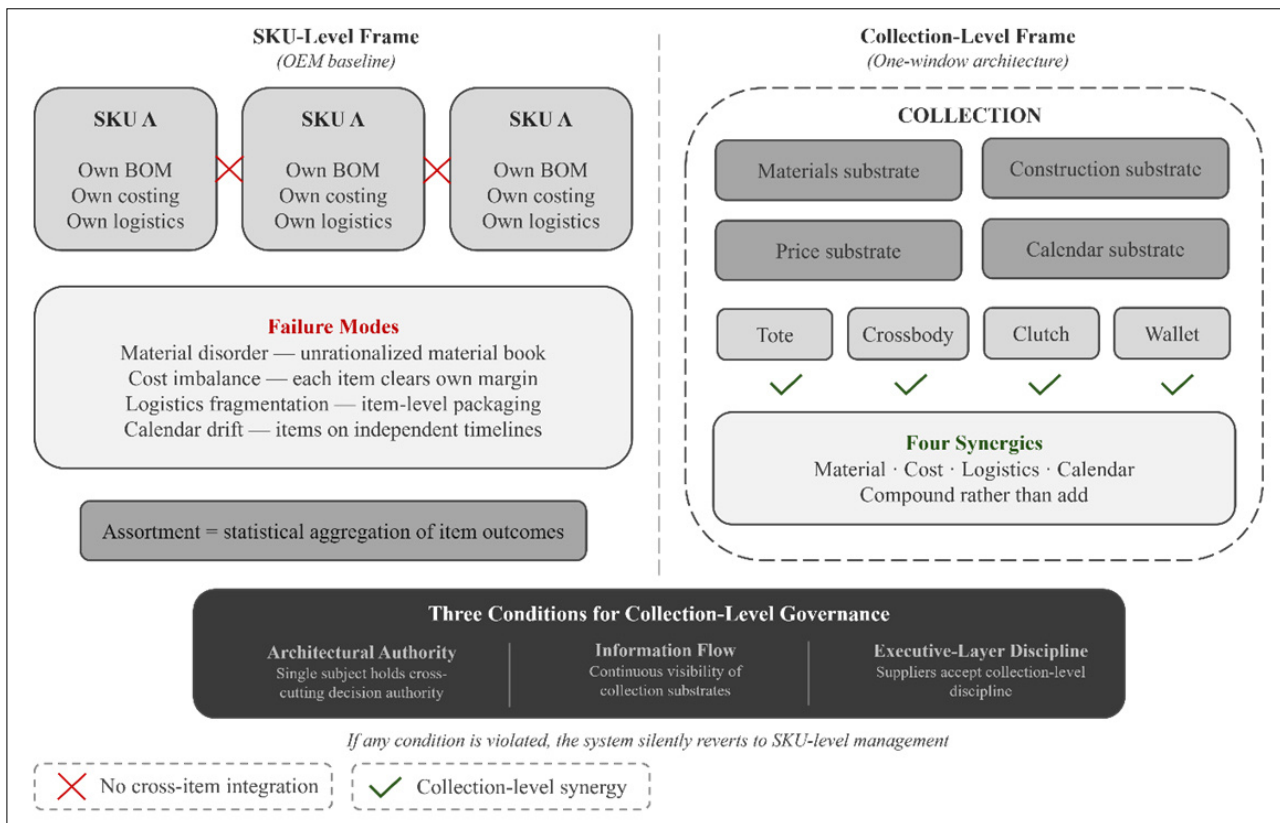 SKU-Level Frame
(OEM baseline)
SKU A
Own BOM
Own costing
Own logistics
SKU A
Own BOM
Own costing
Own logistics
SKU A
Own BOM
Own costing
Own logistics
Failure Modes
Material disorder — unrationalized material book
Cost imbalance — each item clears own margin
Logistics fragmentation — item-level packaging
Calendar drift — items on independent timelines
Assortment = statistical aggregation of item outcomes
Collection-Level Frame
(One-window architecture)
COLLECTION
Materials substrate
Construction substrate
Price substrate
Calendar substrate
Tote
Crossbody
Clutch
Wallet
Four Synergies
Material · Cost · Logistics · Calendar
Compound rather than add
Three Conditions for Collection-Level Governance
Architectural Authority
Single subject holds cross-
cutting decision authority
Information Flow
Continuous visibility of
collection substrates
Executive-Layer Discipline
Suppliers accept collection-level
discipline
If any condition is violated, the system silently reverts to SKU-level management
No cross-item integration
Collection-level synergy